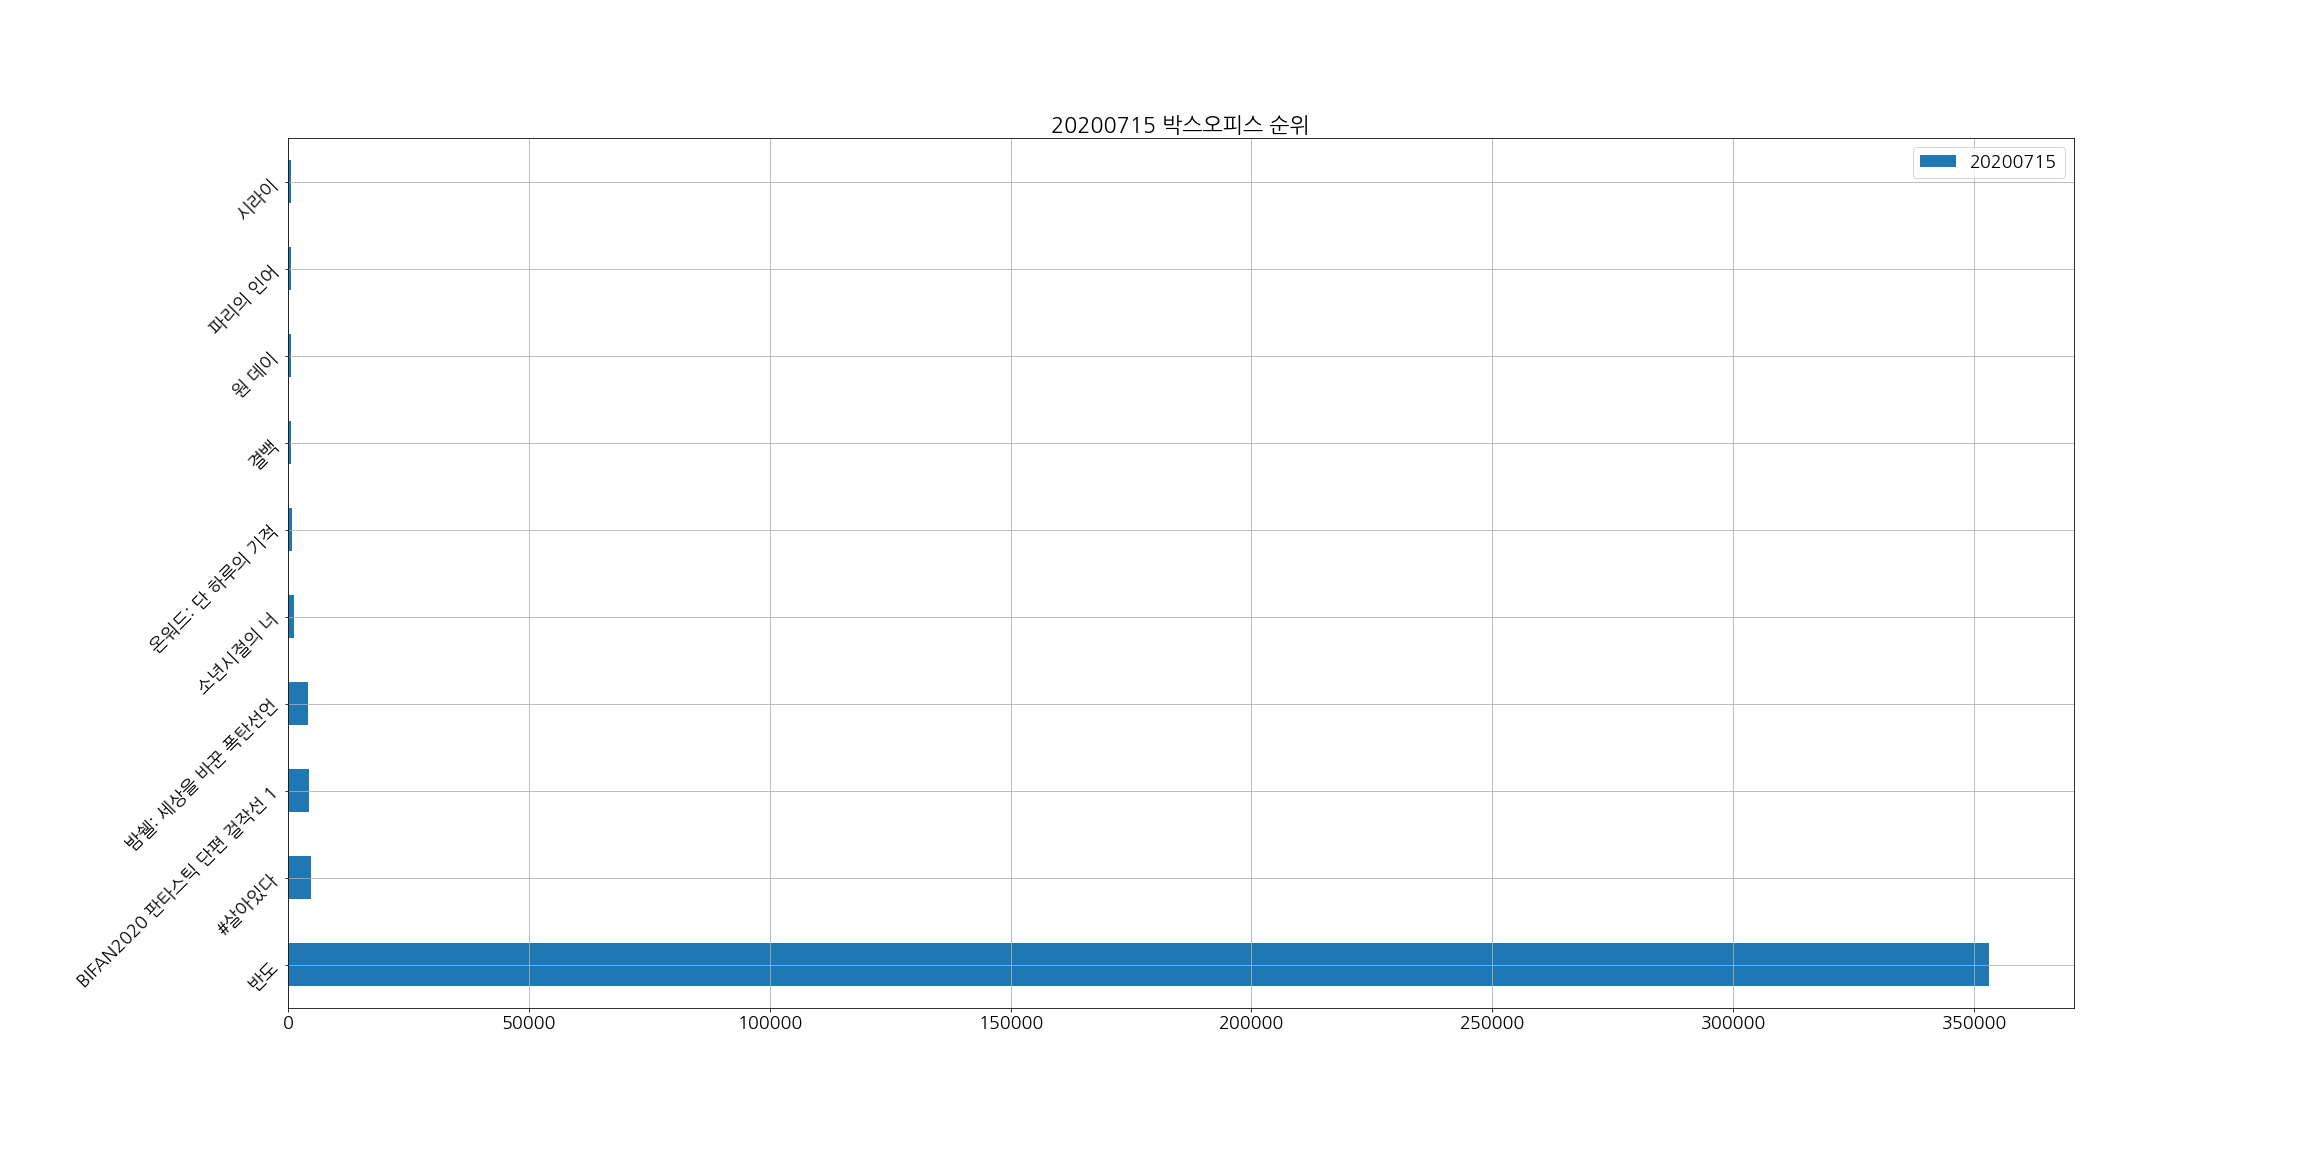 20200715 박스오피스 순위
20200715
시라이
파리의 인어
원 데이
결백
온워드: 단 하루의 기적
소년시절의 너
밤쉘: 세상을 바꾼 폭탄선언
BIFAN2020 판타스틱 단편 걸작선 1
#살아있다
반도
0 50000 100000 150000 200000 250000 300000 350000